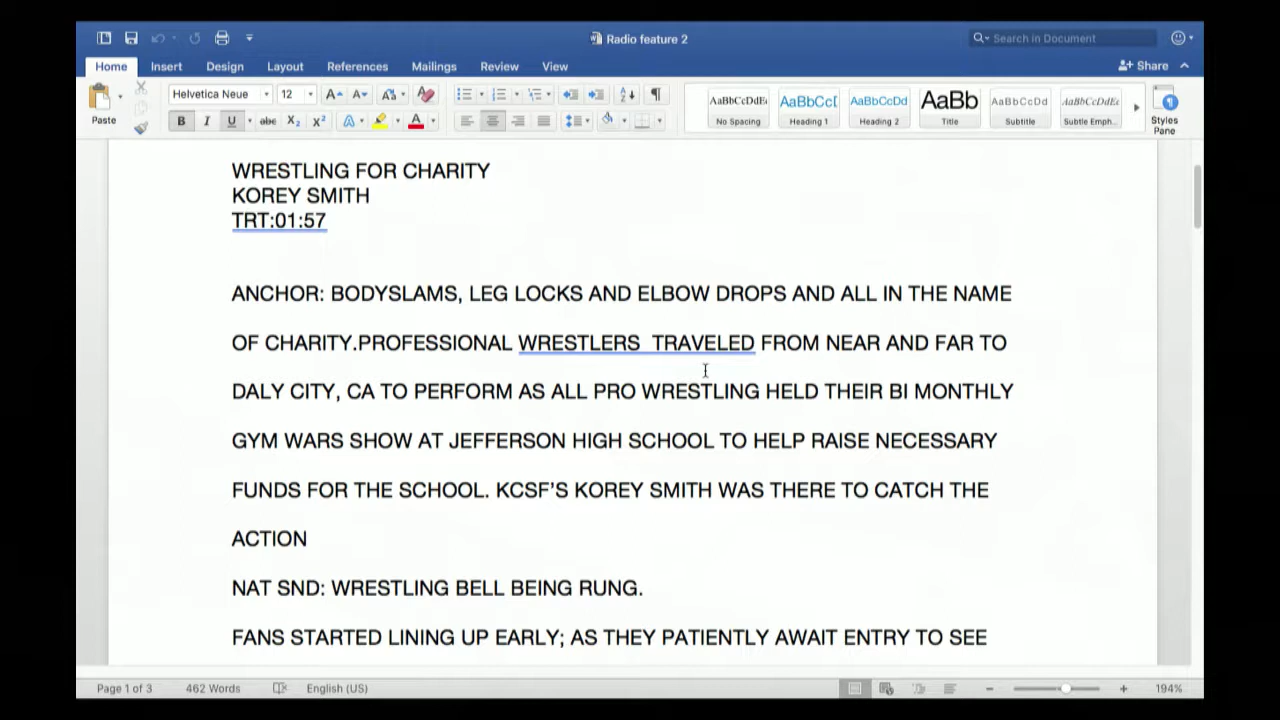 Radio feature 2
Search in Document
Home Insert Design Layout References Mailings Review View
Share
Paste
Helvetica Neue 12
B I U abc X₂ X²
AaBbCcDdEe AaBbCcDc AaBbCcDd AaBb AaBbCcDd AaBbCcDdEe
No Spacing Heading 1 Heading 2 Title Subtitle Subtle Emph...
Styles Pane
WRESTLING FOR CHARITY
KOREY SMITH
TRT:01:57
ANCHOR: BODYSLAMS, LEG LOCKS AND ELBOW DROPS AND ALL IN THE NAME
OF CHARITY.PROFESSIONAL WRESTLERS  TRAVELED FROM NEAR AND FAR TO
DALY CITY, CA TO PERFORM AS ALL PRO WRESTLING HELD THEIR BI MONTHLY
GYM WARS SHOW AT JEFFERSON HIGH SCHOOL TO HELP RAISE NECESSARY
FUNDS FOR THE SCHOOL. KCSF’S KOREY SMITH WAS THERE TO CATCH THE
ACTION
NAT SND: WRESTLING BELL BEING RUNG.
FANS STARTED LINING UP EARLY; AS THEY PATIENTLY AWAIT ENTRY TO SEE
Page 1 of 3 462 Words English (US) 194%